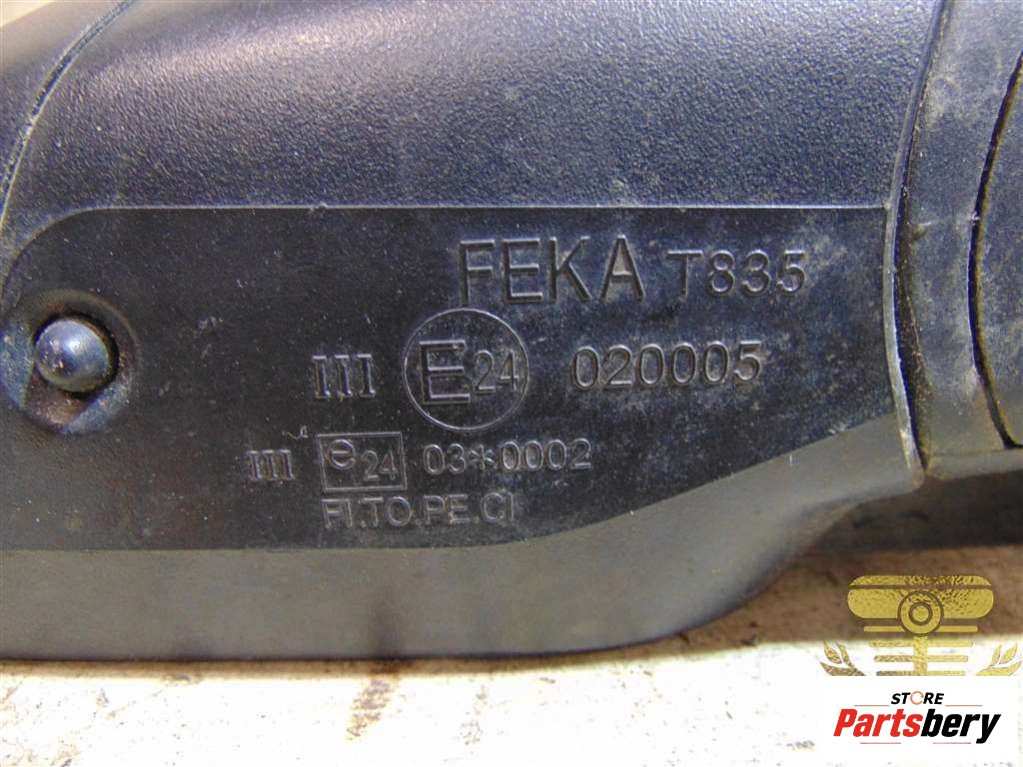 FEKA T835
III E24 020005
III e24 03*0002
FI.TO.PE.CI
STORE
Partsbery